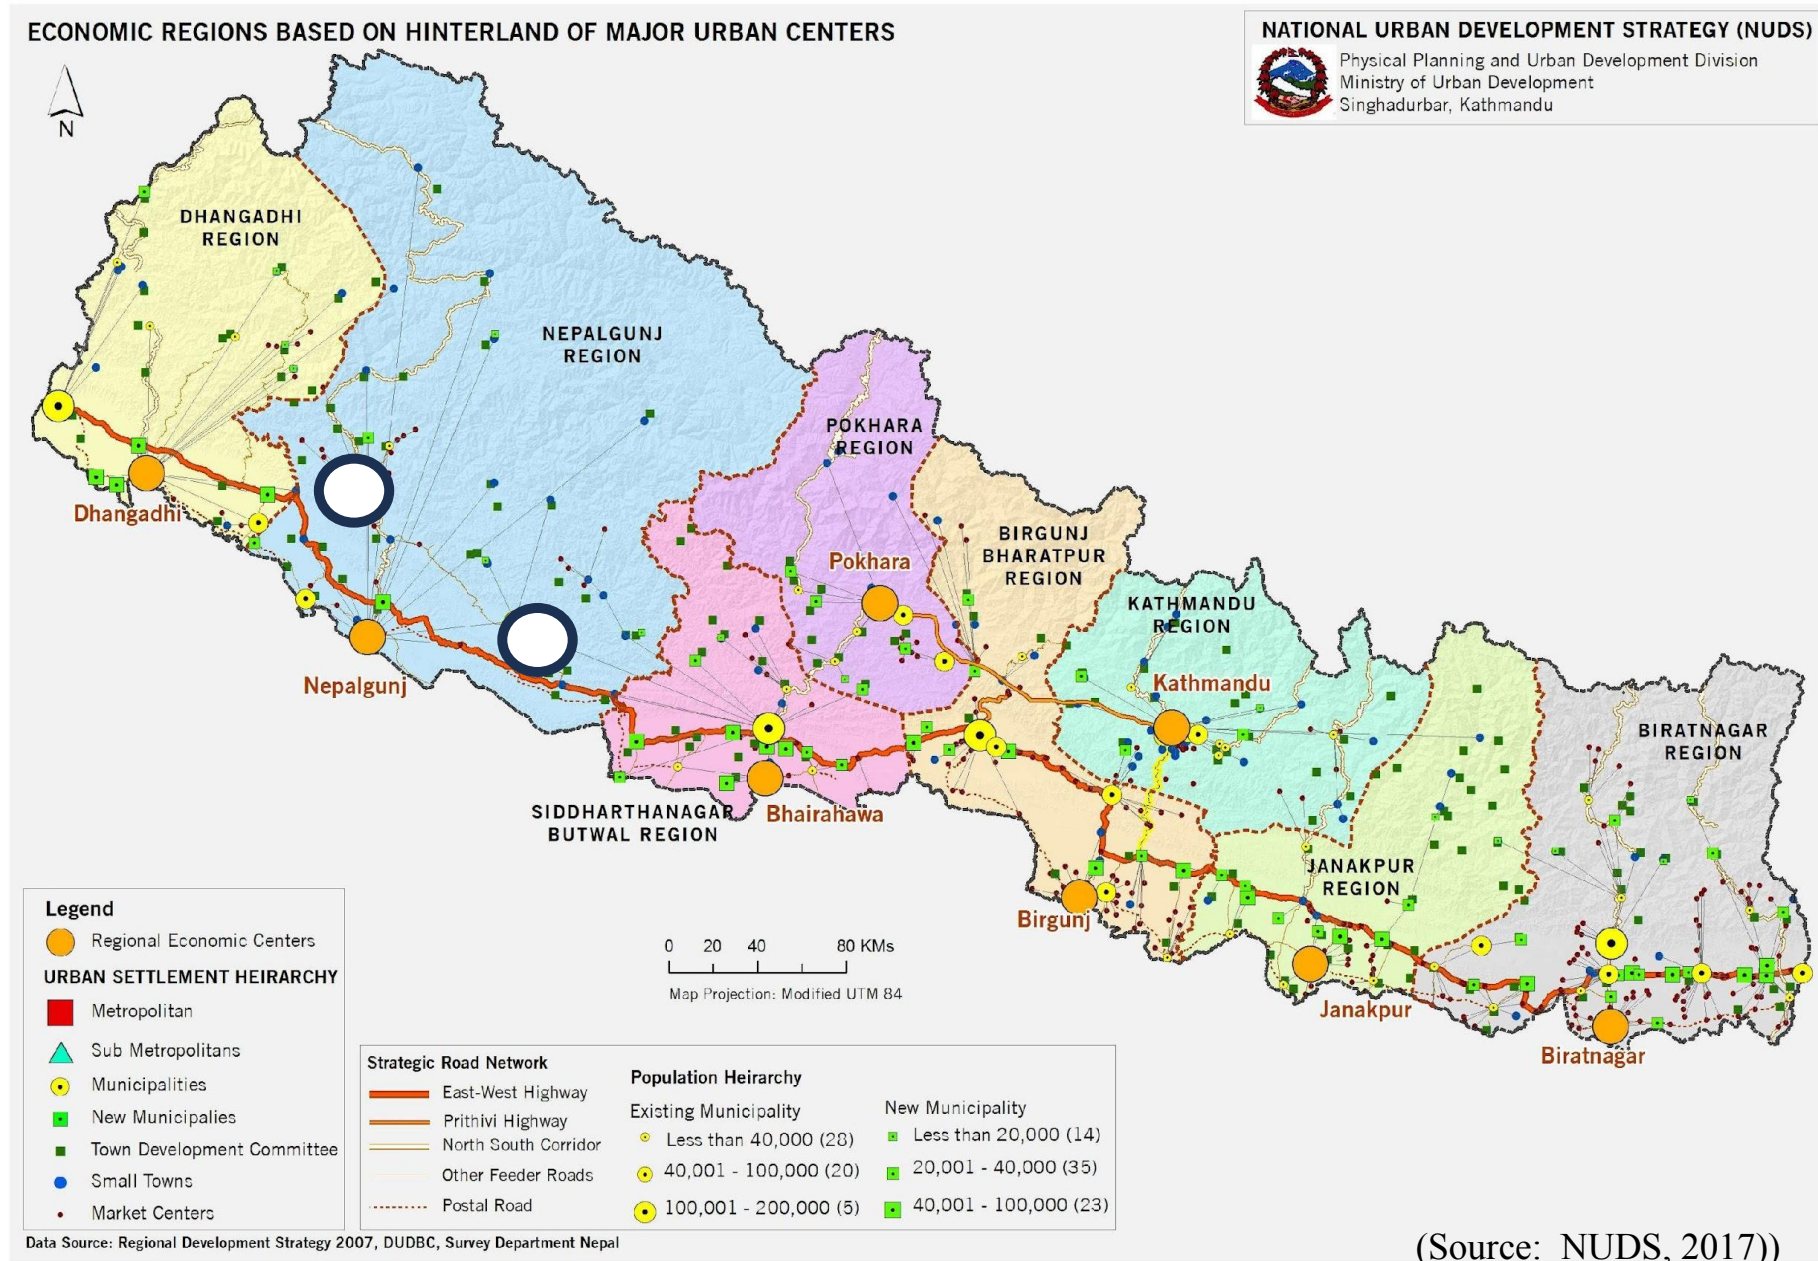 ECONOMIC REGIONS BASED ON HINTERLAND OF MAJOR URBAN CENTERS
NATIONAL URBAN DEVELOPMENT STRATEGY (NUDS)
Physical Planning and Urban Development Division
Ministry of Urban Development
Singhadurbar, Kathmandu
N
DHANGADHI
REGION
NEPALGUNJ
REGION
POKHARA
REGION
BIRGUNJ
BHARATPUR
REGION
KATHMANDU
REGION
BIRATNAGAR
REGION
JANAKPUR
REGION
SIDDHARTHANAGAR
BUTWAL REGION
Dhangadhi
Nepalgunj
Pokhara
Kathmandu
Bhairahawa
Birgunj
Janakpur
Biratnagar
0 20 40 80 KMs
Map Projection: Modified UTM 84
Legend
Regional Economic Centers
URBAN SETTLEMENT HEIRARCHY
Metropolitan
Sub Metropolitans
Municipalities
New Municipalies
Town Development Committee
Small Towns
Market Centers
Strategic Road Network
East-West Highway
Prithivi Highway
North South Corridor
Other Feeder Roads
Postal Road
Population Heirarchy
Existing Municipality
Less than 40,000 (28)
40,001 - 100,000 (20)
100,001 - 200,000 (5)
New Municipality
Less than 20,000 (14)
20,001 - 40,000 (35)
40,001 - 100,000 (23)
Data Source: Regional Development Strategy 2007, DUDBC, Survey Department Nepal
(Source: NUDS, 2017))